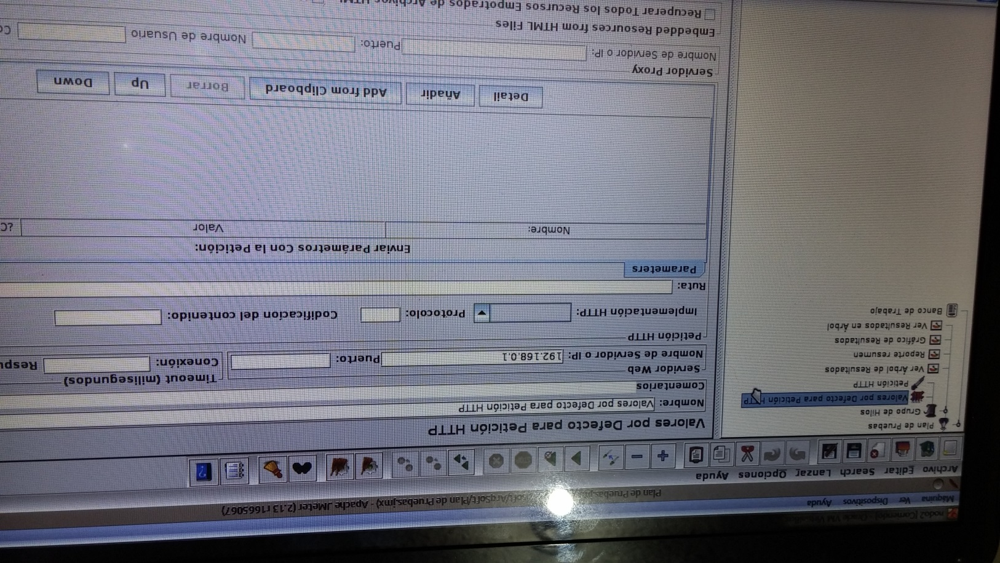 nodo2 [Corriendo] - Oracle VM VirtualBox
Máquina Ver Dispositivos Ayuda
Plan de Pruebas.jmx /ArqSoft/Plan de Pruebas.jmx) - Apache JMeter (2.13 r1665067)
Archivo Editar Search Lanzar Opciones Ayuda
Plan de Pruebas
Grupo de Hilos
Valores por Defecto para Petición HTTP
Petición HTTP
Ver Árbol de Resultados
Reporte resumen
Gráfico de Resultados
Ver Resultados en Árbol
Banco de Trabajo
Valores por Defecto para Petición HTTP
Nombre: Valores por Defecto para Petición HTTP
Comentarios
Servidor Web
Timeout (milisegundos)
Nombre de Servidor o IP: 192.168.0.1 Puerto: Conexión: Respu
Petición HTTP
Implementación HTTP: Protocolo: Codificación del contenido:
Ruta:
Parameters
Enviar Parámetros Con la Petición:
Nombre: Valor ¿C
Detail Añadir Add from Clipboard Borrar Up Down
Servidor Proxy
Nombre de Servidor o IP: Puerto: Nombre de Usuario Co
Embedded Resources from HTML Files
Recuperar Todos los Recursos Empotrados de Archivos HTML